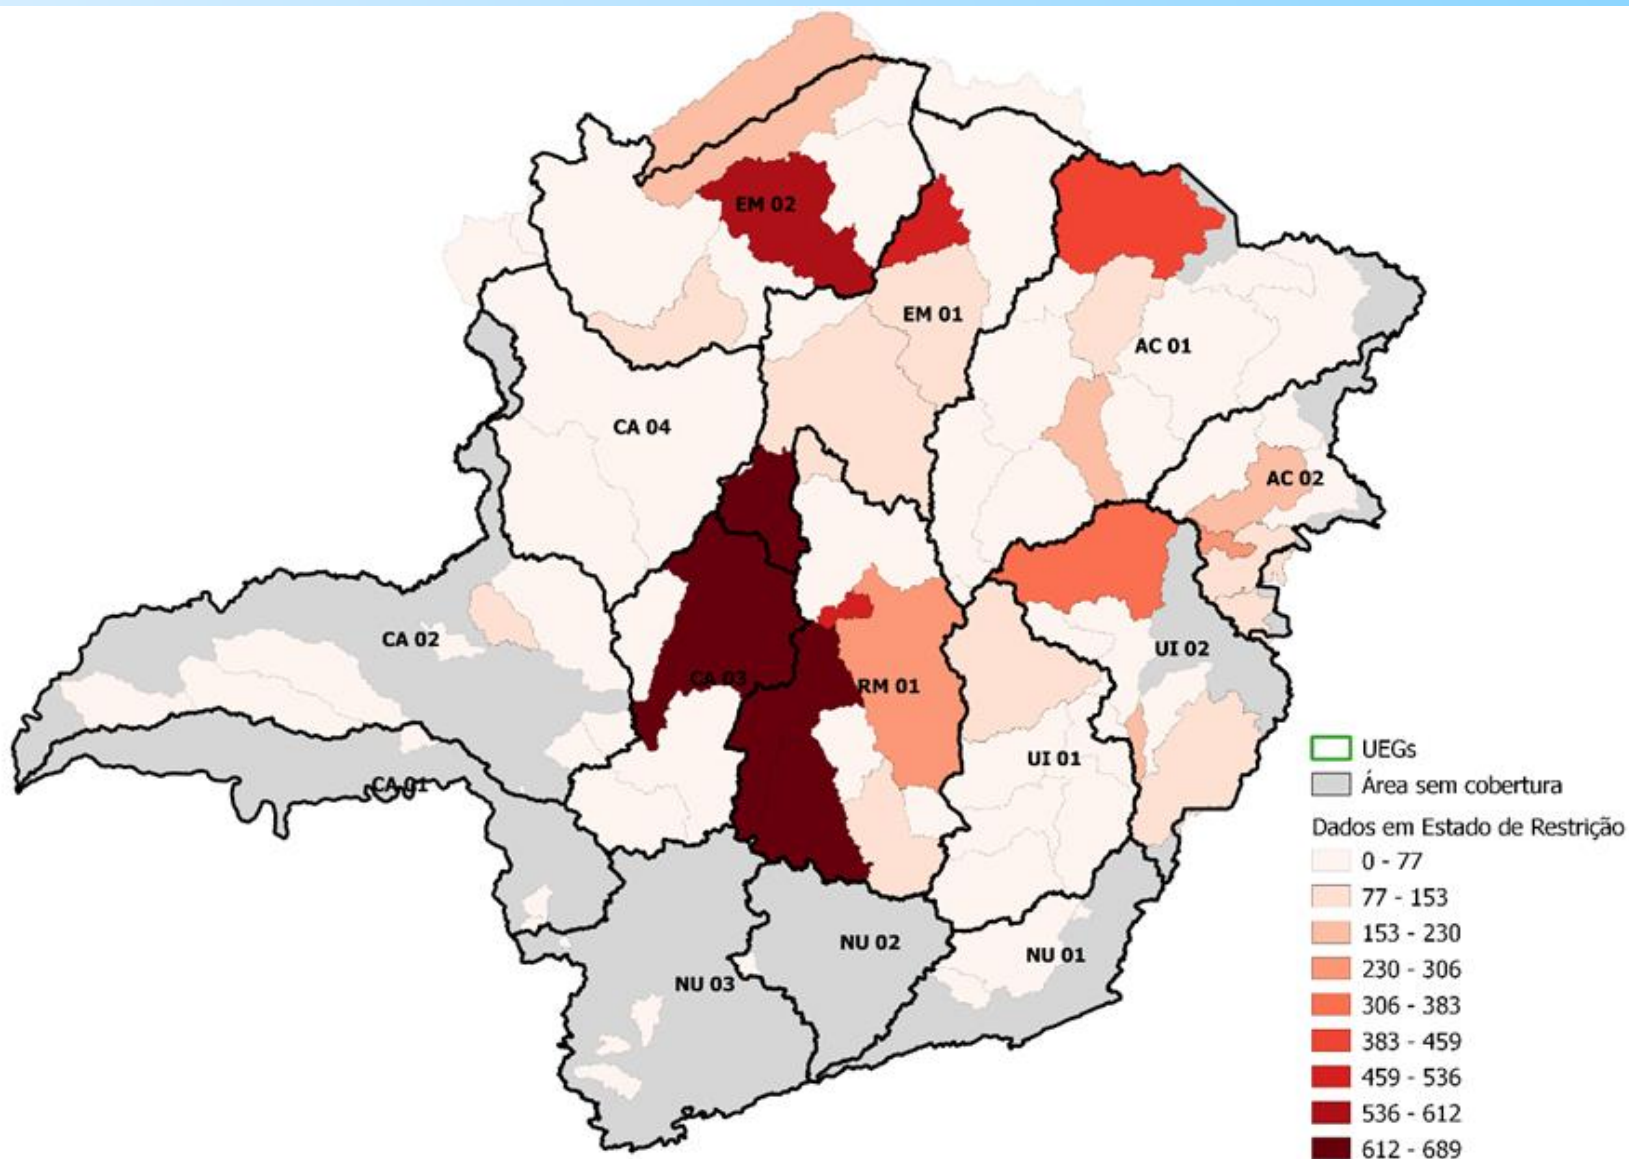 EM 02
EM 01
AC 01
CA 04
AC 02
CA 02
UI 02
CA 03
RM 01
UI 01
CA 01
NU 02
NU 01
NU 03
UEGs
Área sem cobertura
Dados em Estado de Restrição
0 - 77
77 - 153
153 - 230
230 - 306
306 - 383
383 - 459
459 - 536
536 - 612
612 - 689